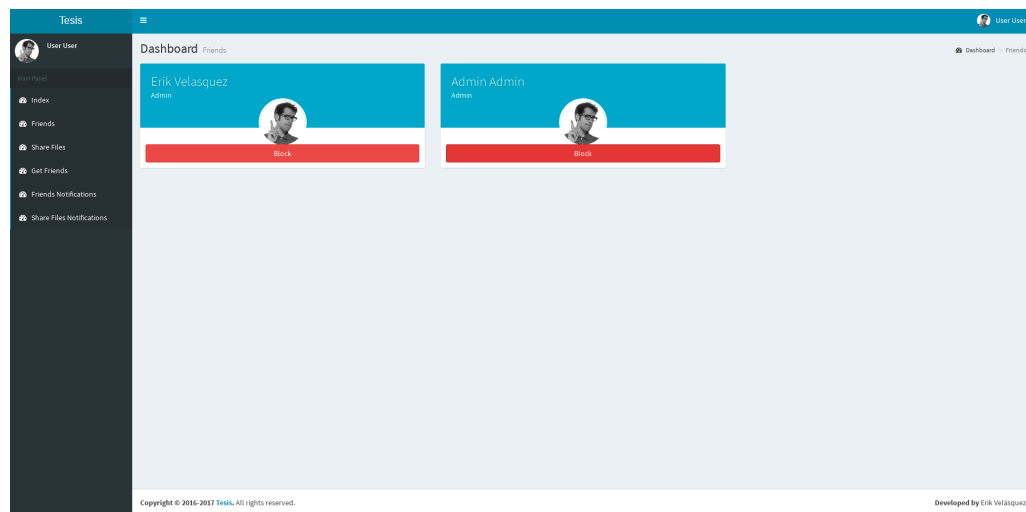 Tesis
User User
User User
Main Panel
Index
Friends
Share Files
Get Friends
Friends Notifications
Share Files Notifications
Dashboard Friends
Dashboard > Friends
Erik Velasquez
Admin
Block
Admin Admin
Admin
Block
Copyright © 2016-2017 Tesis. All rights reserved.
Developed by Erik Velásquez